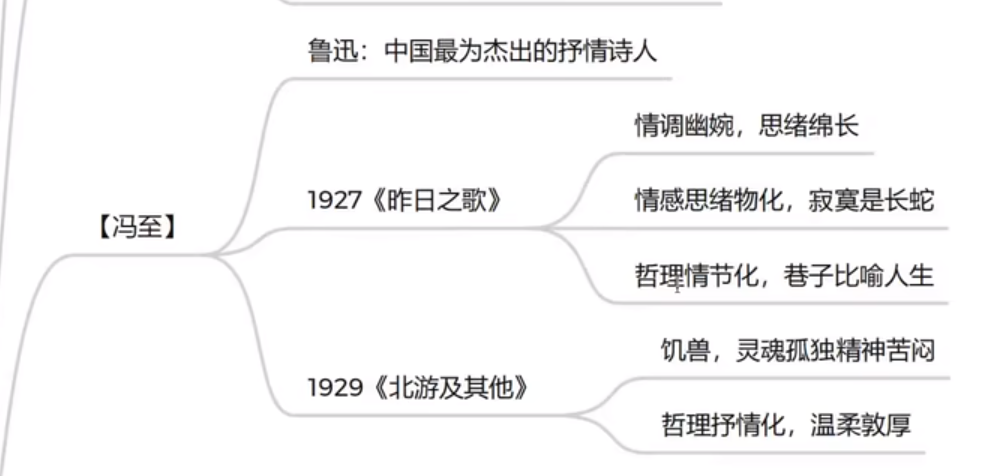 鲁迅：中国最为杰出的抒情诗人
情调幽婉，思绪绵长
1927《昨日之歌》
情感思绪物化，寂寞是长蛇
【冯至】
哲理情节化，巷子比喻人生
饥兽，灵魂孤独精神苦闷
1929《北游及其他》
哲理抒情化，温柔敦厚